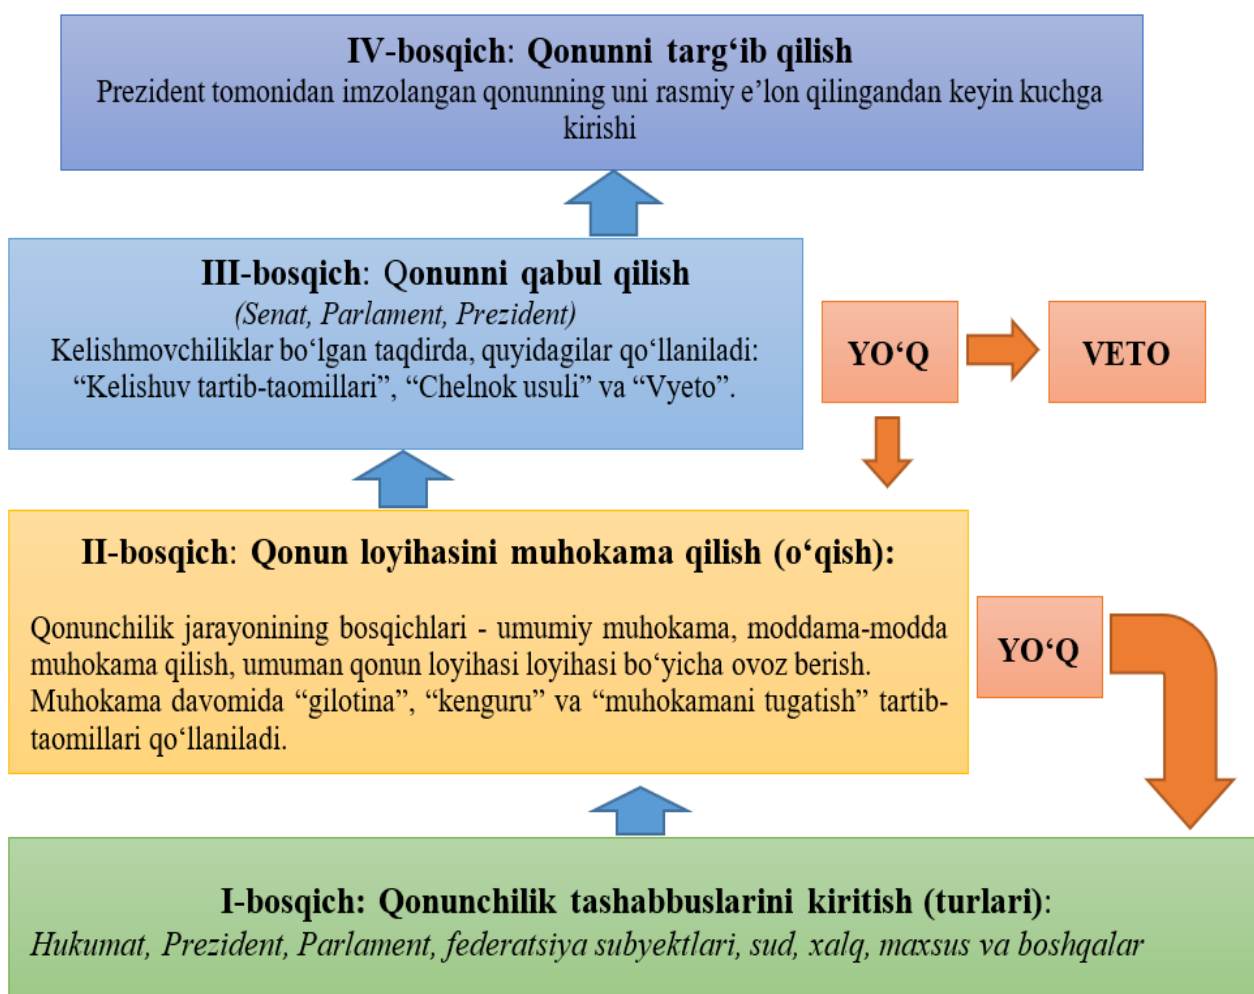 IV-bosqich: Qonunni targ‘ib qilish
Prezident tomonidan imzolangan qonunning uni rasmiy e’lon qilingandan keyin kuchga
kirishi
III-bosqich: Qonunni qabul qilish
(Senat, Parlament, Prezident)
Kelishmovchiliklar bo‘lgan taqdirda, quyidagilar qo‘llaniladi:
“Kelishuv tartib-taomillari”, “Chelnok usuli” va “Vyeto”.
YO‘Q
VETO
II-bosqich: Qonun loyihasini muhokama qilish (o‘qish):
Qonunchilik jarayonining bosqichlari - umumiy muhokama, moddama-modda
muhokama qilish, umuman qonun loyihasi loyihasi bo‘yicha ovoz berish.
Muhokama davomida “gilotina”, “kenguru” va “muhokamani tugatish” tartib-
taomillari qo‘llaniladi.
YO‘Q
I-bosqich: Qonunchilik tashabbuslarini kiritish (turlari):
Hukumat, Prezident, Parlament, federatsiya subyektlari, sud, xalq, maxsus va boshqalar